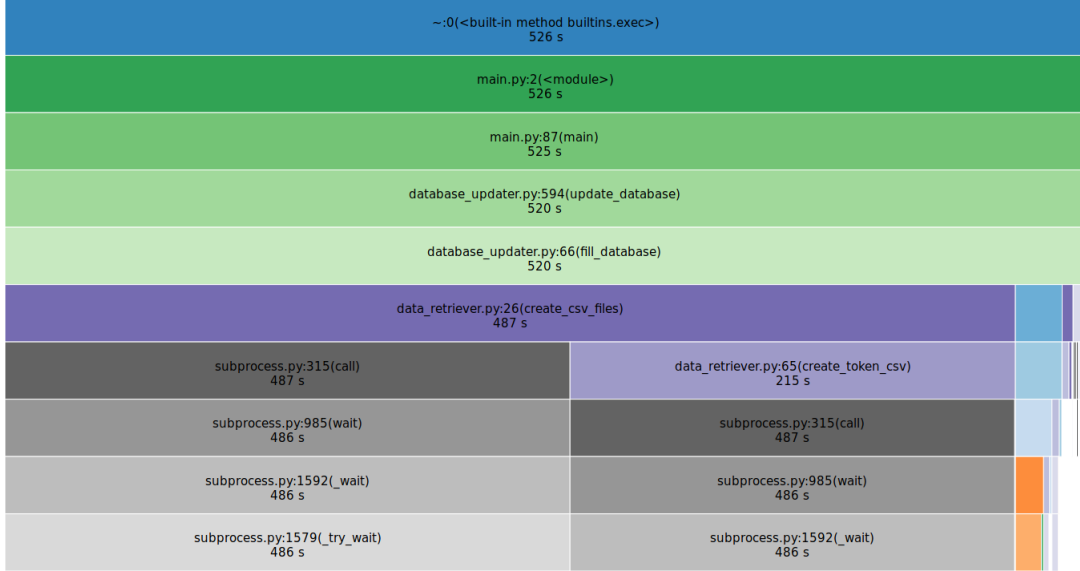 ~:0(<built-in method builtins.exec>)
526 s
main.py:2(<module>)
526 s
main.py:87(main)
525 s
database_updater.py:594(update_database)
520 s
database_updater.py:66(fill_database)
520 s
data_retriever.py:26(create_csv_files)
487 s
subprocess.py:315(call)
487 s
data_retriever.py:65(create_token_csv)
215 s
subprocess.py:985(wait)
486 s
subprocess.py:315(call)
487 s
subprocess.py:1592(_wait)
486 s
subprocess.py:985(wait)
486 s
subprocess.py:1579(_try_wait)
486 s
subprocess.py:1592(_wait)
486 s